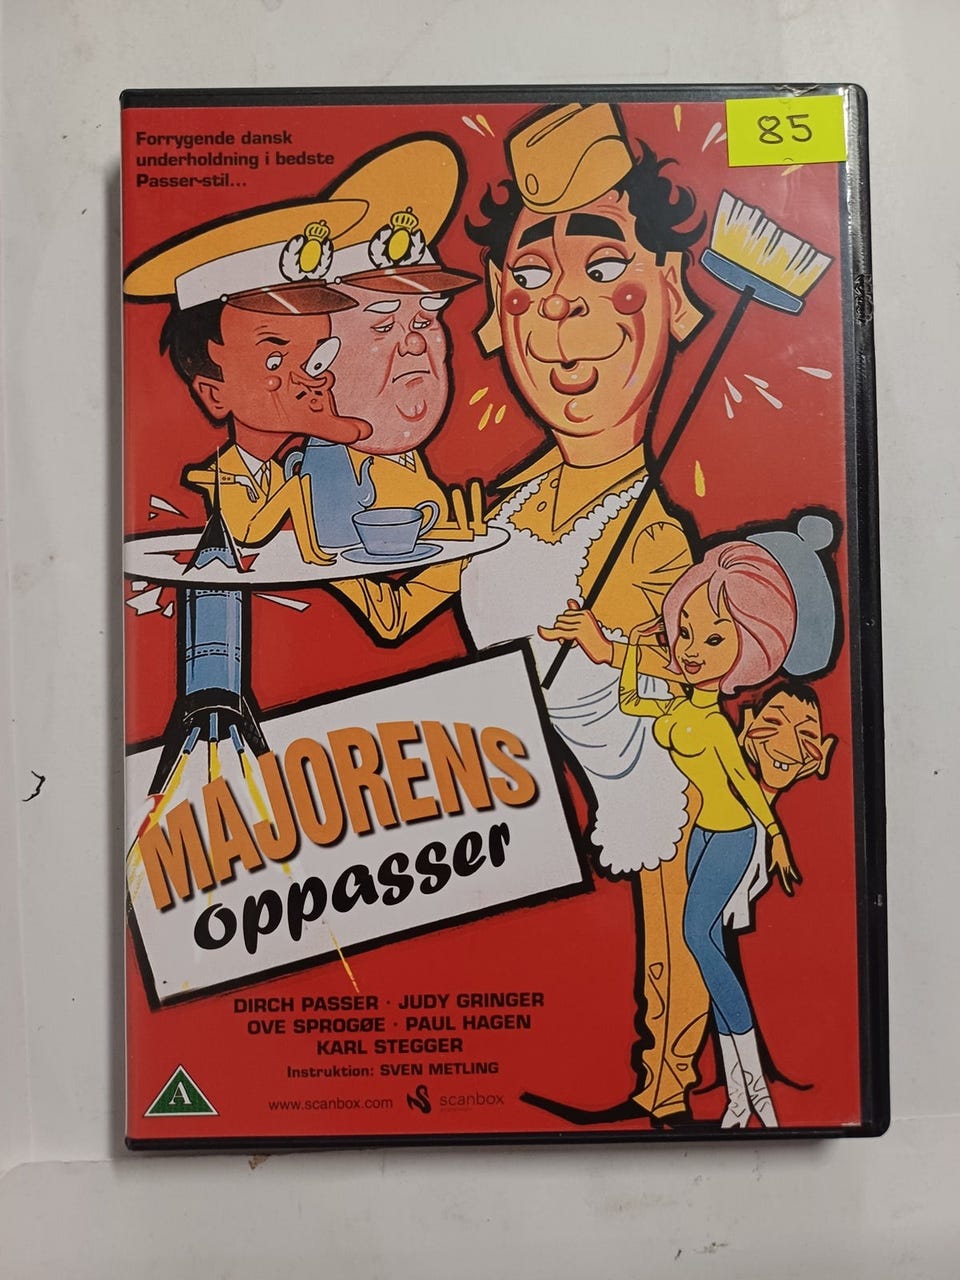 Forrygende dansk
underholdning i bedste
Passer-stil...
85
MAJORENS
oppasser
DIRCH PASSER · JUDY GRINGER
OVE SPROGØE · PAUL HAGEN
KARL STEGGER
Instruktion: SVEN METLING
www.scanbox.com scanbox
A